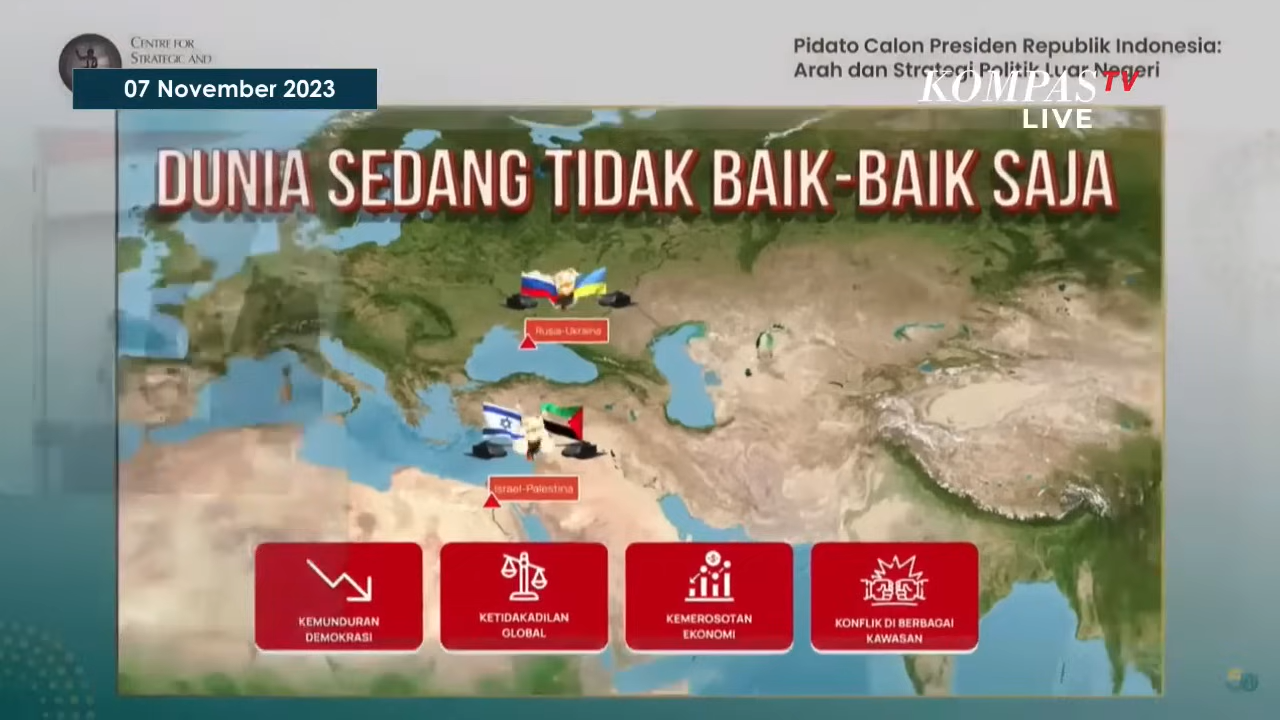 CENTRE FOR
STRATEGIC AND
07 November 2023
Pidato Calon Presiden Republik Indonesia:
Arah dan Strategi Politik Luar Negeri
KOMPAS TV
LIVE
DUNIA SEDANG TIDAK BAIK-BAIK SAJA
Rusia-Ukraina
Israel-Palestina
KEMUNDURAN
DEMOKRASI
KETIDAKADILAN
GLOBAL
KEMEROSOTAN
EKONOMI
KONFLIK DI BERBAGAI
KAWASAN